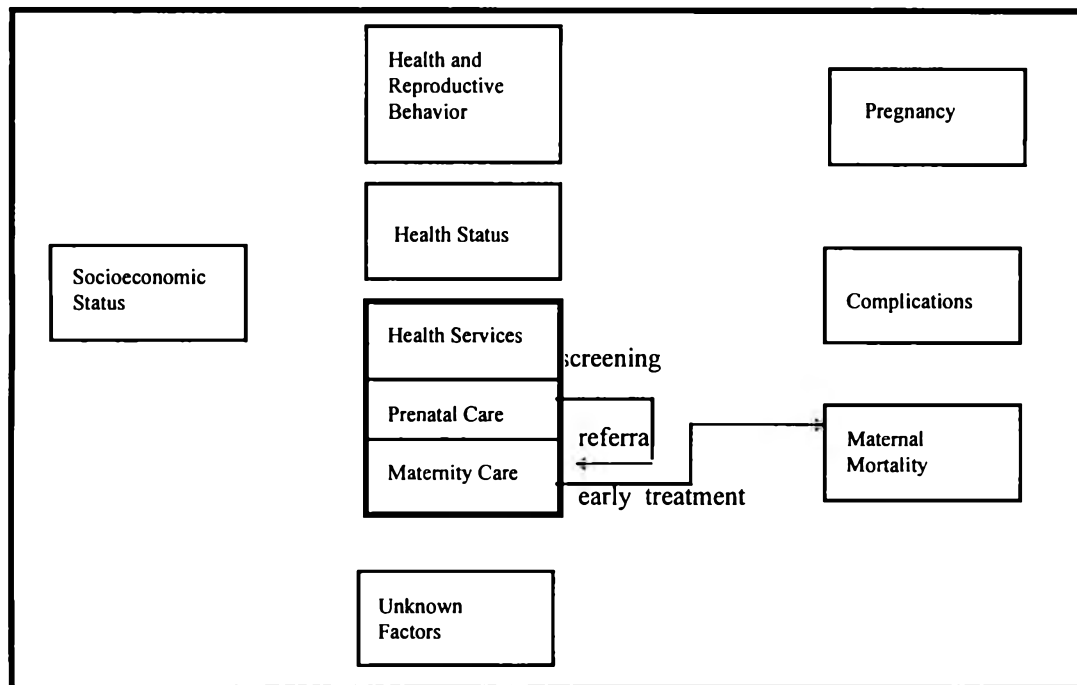 Health and
Reproductive
Behavior
Pregnancy
Health Status
Socioeconomic
Status
Complications
Health Services
screening
Prenatal Care
referral
Maternal
Mortality
Maternity Care
early treatment
Unknown
Factors